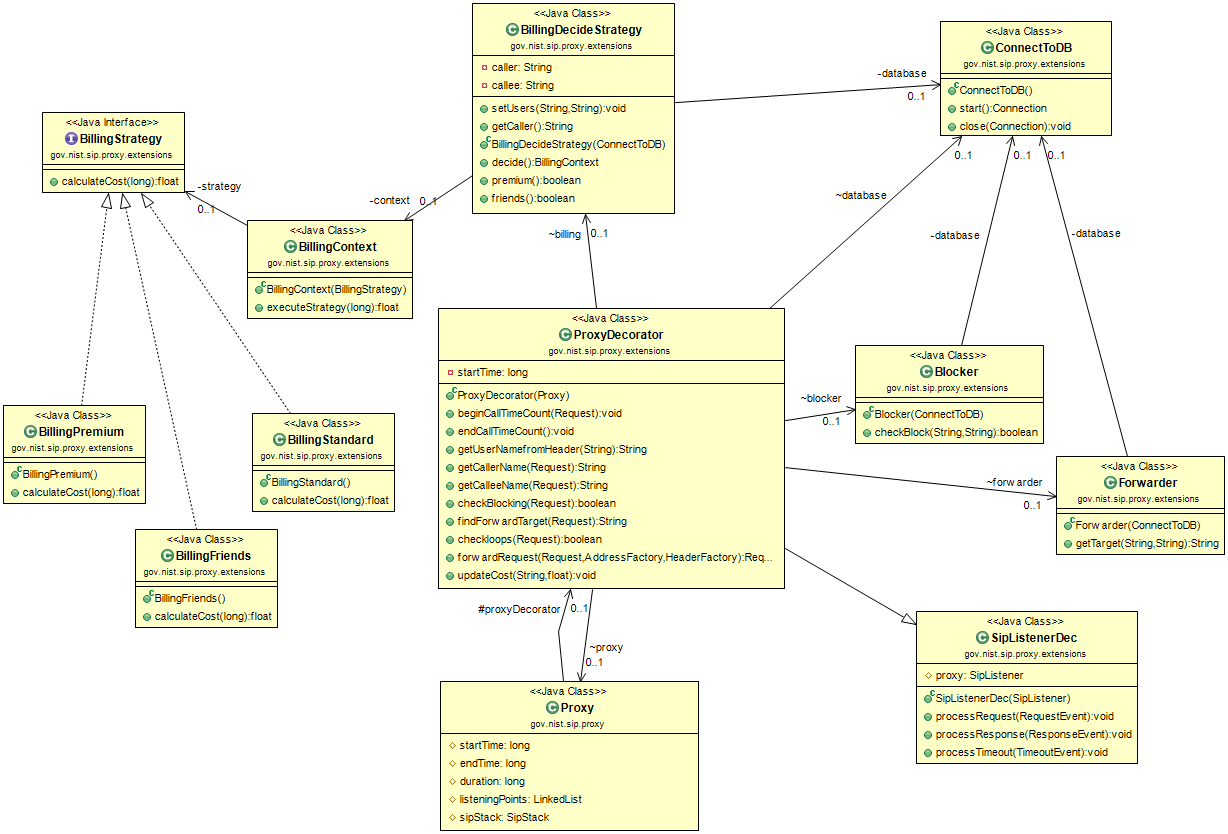 <<Java Class>>
BillingDecideStrategy
gov.nist.sip.proxy.extensions
caller: String
callee: String
setUsers(String,String):void
getCaller():String
BillingDecideStrategy(ConnectToDB)
decide():BillingContext
premium():boolean
friends():boolean
<<Java Class>>
ConnectToDB
gov.nist.sip.proxy.extensions
ConnectToDB()
start():Connection
close(Connection):void
-database
0..1
<<Java Interface>>
BillingStrategy
gov.nist.sip.proxy.extensions
calculateCost(long):float
-strategy
0..1
-context
0..1
<<Java Class>>
BillingContext
gov.nist.sip.proxy.extensions
BillingContext(BillingStrategy)
executeStrategy(long):float
~billing
0..1
~database
0..1
-database
0..1
-database
0..1
<<Java Class>>
ProxyDecorator
gov.nist.sip.proxy.extensions
startTime: long
ProxyDecorator(Proxy)
beginCallTimeCount(Request):void
endCallTimeCount():void
getUserNamefromHeader(String):String
getCallerName(Request):String
getCalleeName(Request):String
checkBlocking(Request):boolean
findForwardTarget(Request):String
checkloops(Request):boolean
forwardRequest(Request,AddressFactory,HeaderFactory):Req...
updateCost(String,float):void
<<Java Class>>
Blocker
gov.nist.sip.proxy.extensions
Blocker(ConnectToDB)
checkBlock(String,String):boolean
~blocker
0..1
<<Java Class>>
BillingPremium
gov.nist.sip.proxy.extensions
BillingPremium()
calculateCost(long):float
<<Java Class>>
BillingStandard
gov.nist.sip.proxy.extensions
BillingStandard()
calculateCost(long):float
<<Java Class>>
Forwarder
gov.nist.sip.proxy.extensions
Forwarder(ConnectToDB)
getTarget(String,String):String
~forwarder
0..1
<<Java Class>>
BillingFriends
gov.nist.sip.proxy.extensions
BillingFriends()
calculateCost(long):float
#proxyDecorator
0..1
~proxy
0..1
<<Java Class>>
SipListenerDec
gov.nist.sip.proxy.extensions
proxy: SipListener
SipListenerDec(SipListener)
processRequest(RequestEvent):void
processResponse(ResponseEvent):void
processTimeout(TimeoutEvent):void
<<Java Class>>
Proxy
gov.nist.sip.proxy
startTime: long
endTime: long
duration: long
listeningPoints: LinkedList
sipStack: SipStack